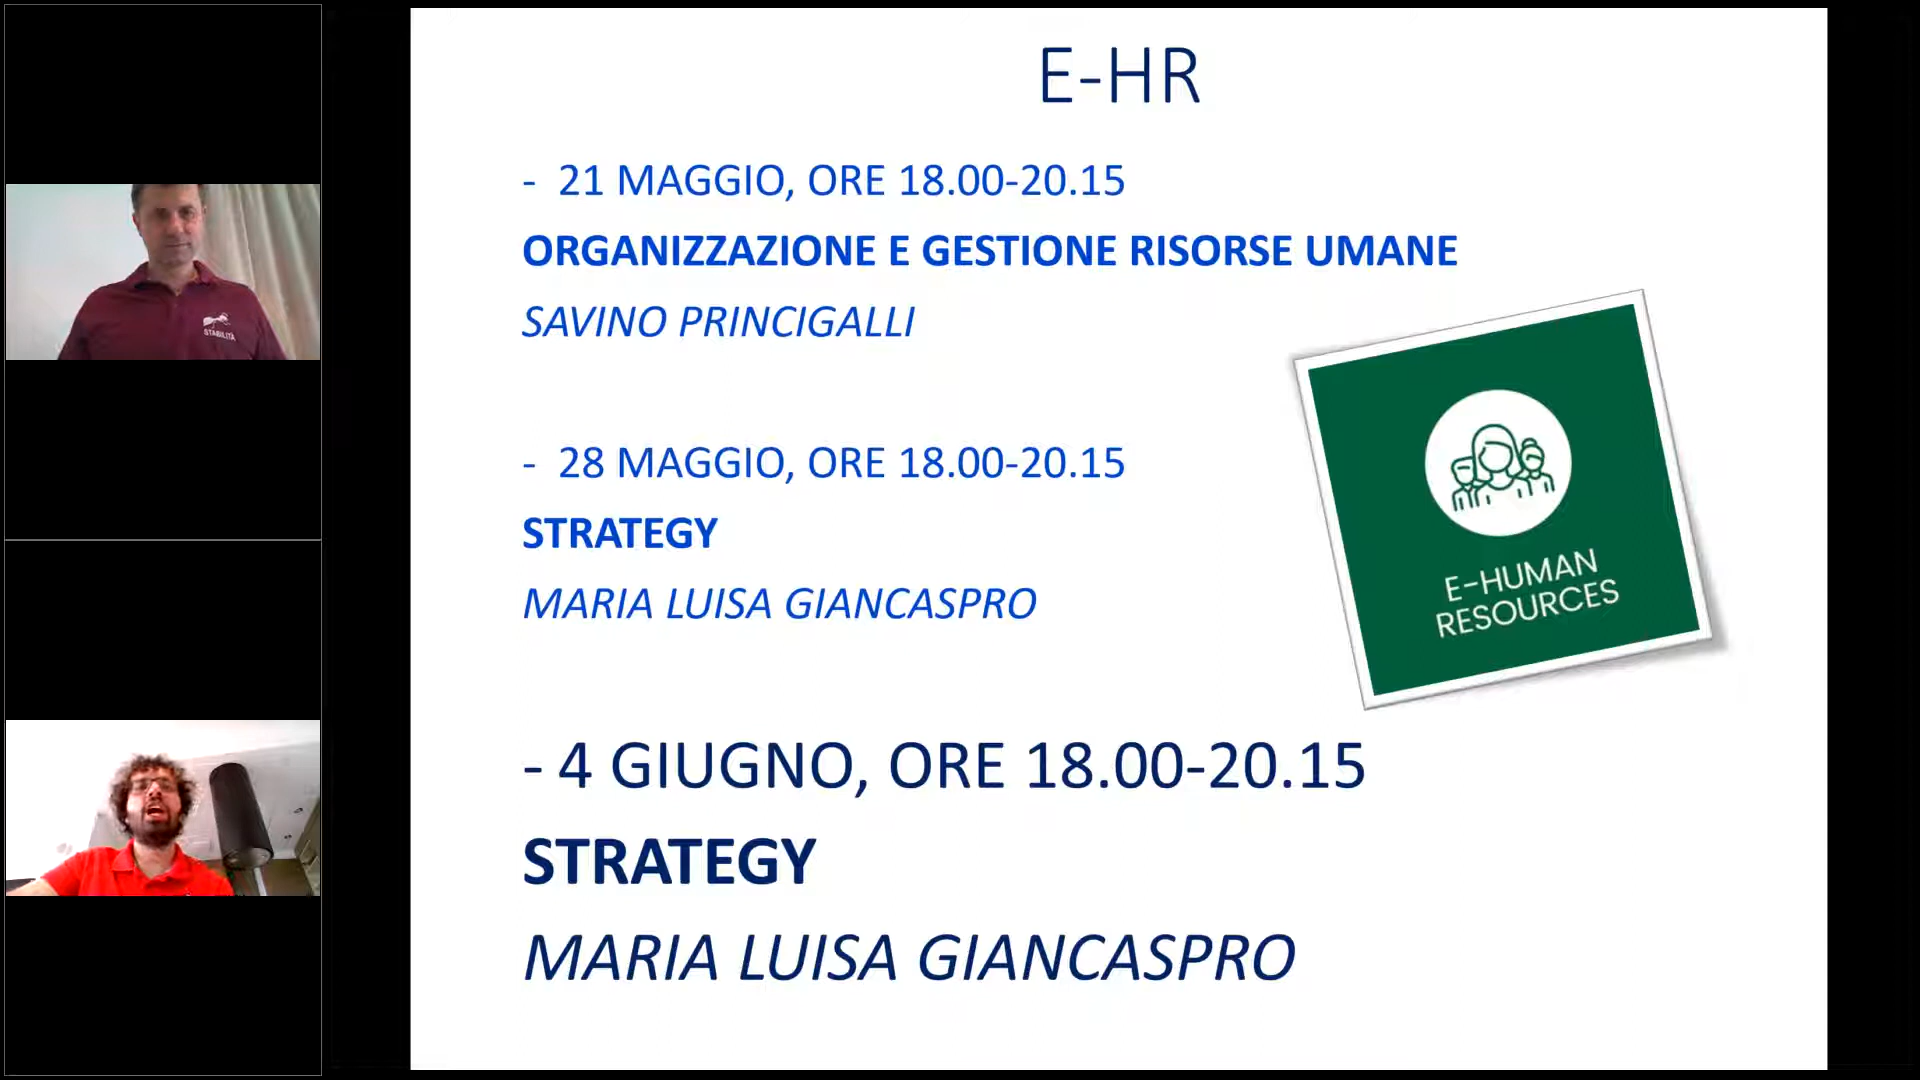 E-HR
- 21 MAGGIO, ORE 18.00-20.15
ORGANIZZAZIONE E GESTIONE RISORSE UMANE
SAVINO PRINCIGALLI
- 28 MAGGIO, ORE 18.00-20.15
STRATEGY
MARIA LUISA GIANCASPRO
- 4 GIUGNO, ORE 18.00-20.15
STRATEGY
MARIA LUISA GIANCASPRO
E-HUMAN
RESOURCES
STABILITÀ